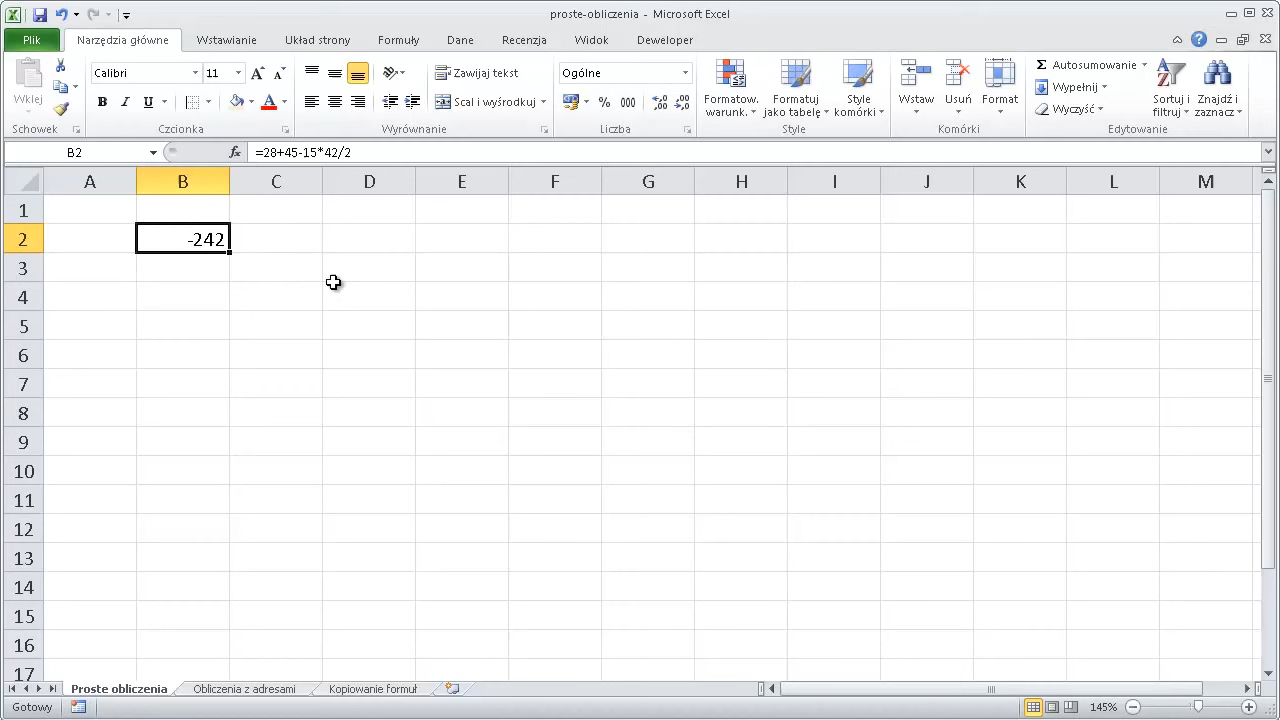 proste-obliczenia - Microsoft Excel
Plik Narzędzia główne Wstawianie Układ strony Formuły Dane Recenzja Widok Deweloper
Wklej
Calibri 11
B I U A
Zawijaj tekst
Scal i wyśrodkuj
Ogólne
% 000
Formatow. warunk.
Formatuj jako tabelę
Style komórki
Wstaw Usuń Format
Autosumowanie
Wypełnij
Wyczyść
Sortuj i filtruj
Znajdź i zaznacz
Schowek Czcionka Wyrównanie Liczba Style Komórki Edytowanie
B2 fx =28+45-15*42/2
A B C D E F G H I J K L M
1
2 -242
3
4
5
6
7
8
9
10
11
12
13
14
15
16
17
Proste obliczenia Obliczenia z adresami Kopiowanie formuł
Gotowy 145%